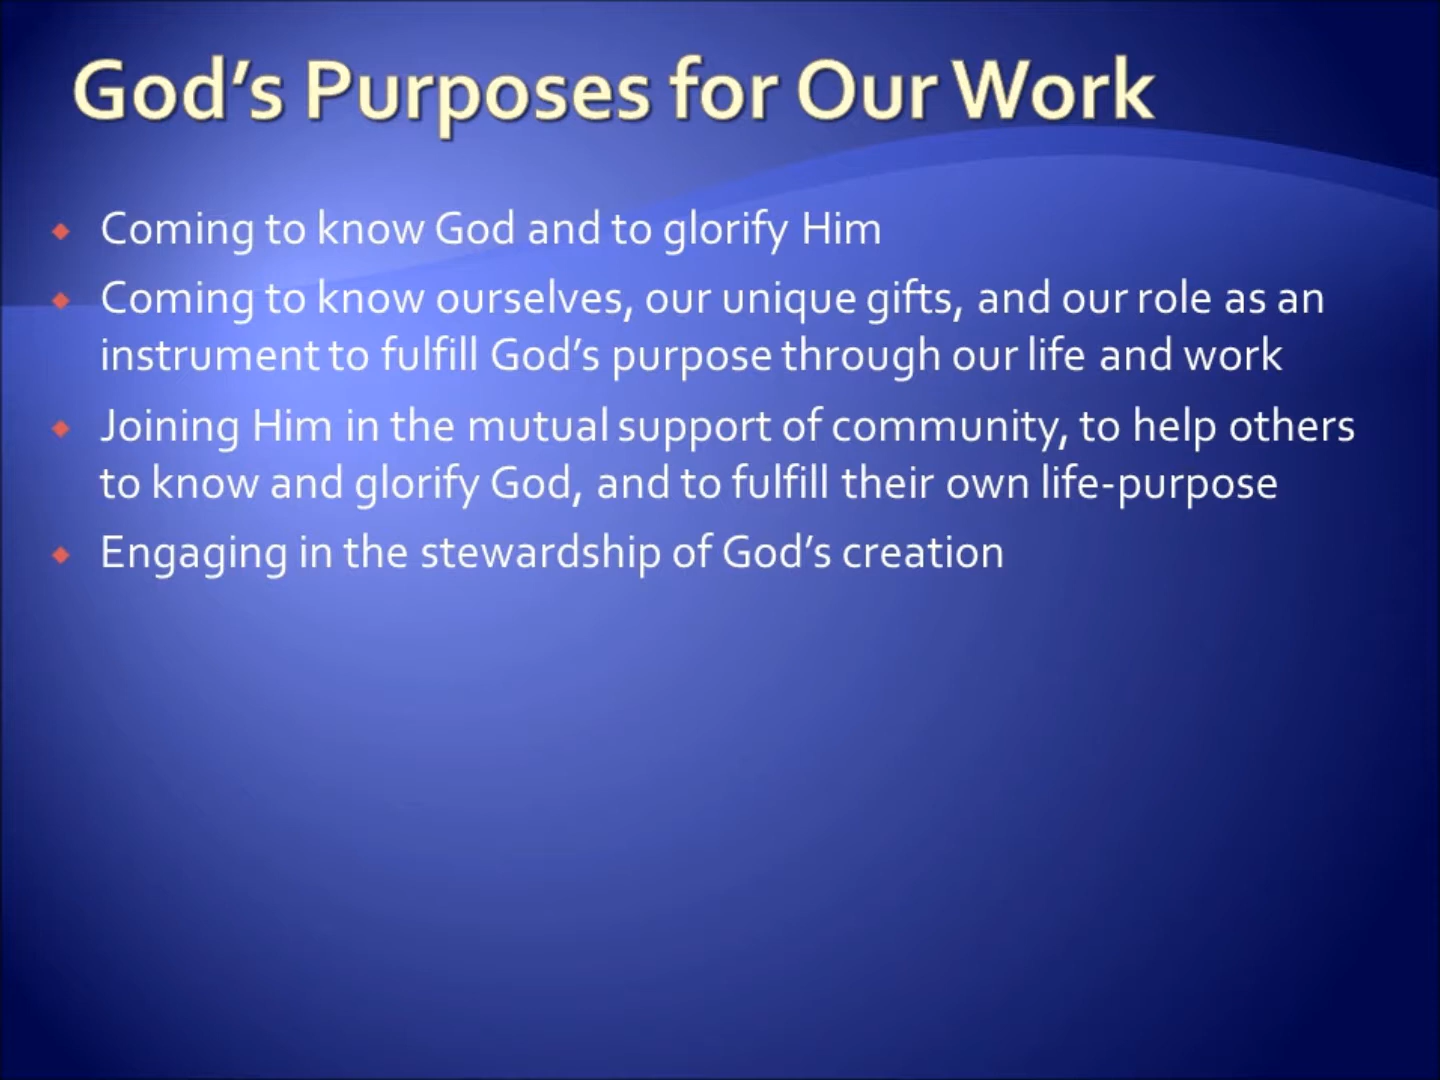 God’s Purposes for Our Work
Coming to know God and to glorify Him
Coming to know ourselves, our unique gifts, and our role as an
instrument to fulfill God’s purpose through our life and work
Joining Him in the mutual support of community, to help others
to know and glorify God, and to fulfill their own life-purpose
Engaging in the stewardship of God’s creation